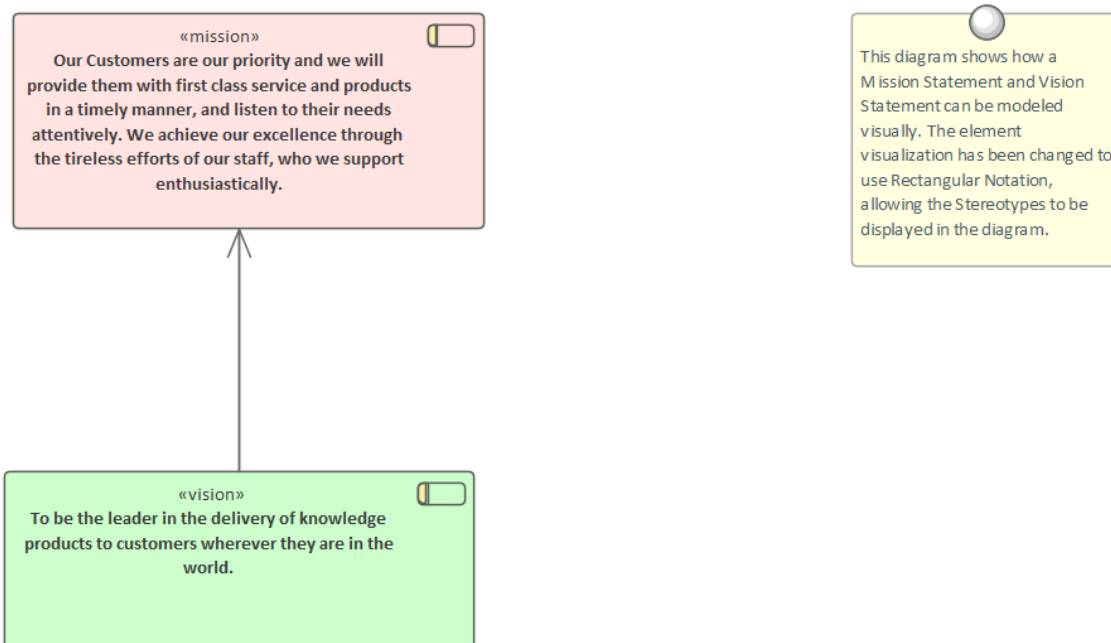 «mission»
Our Customers are our priority and we will
provide them with first class service and products
in a timely manner, and listen to their needs
attentively. We achieve our excellence through
the tireless efforts of our staff, who we support
enthusiastically.
This diagram shows how a
Mission Statement and Vision
Statement can be modeled
visually. The element
visualization has been changed to
use Rectangular Notation,
allowing the Stereotypes to be
displayed in the diagram.
«vision»
To be the leader in the delivery of knowledge
products to customers wherever they are in the
world.